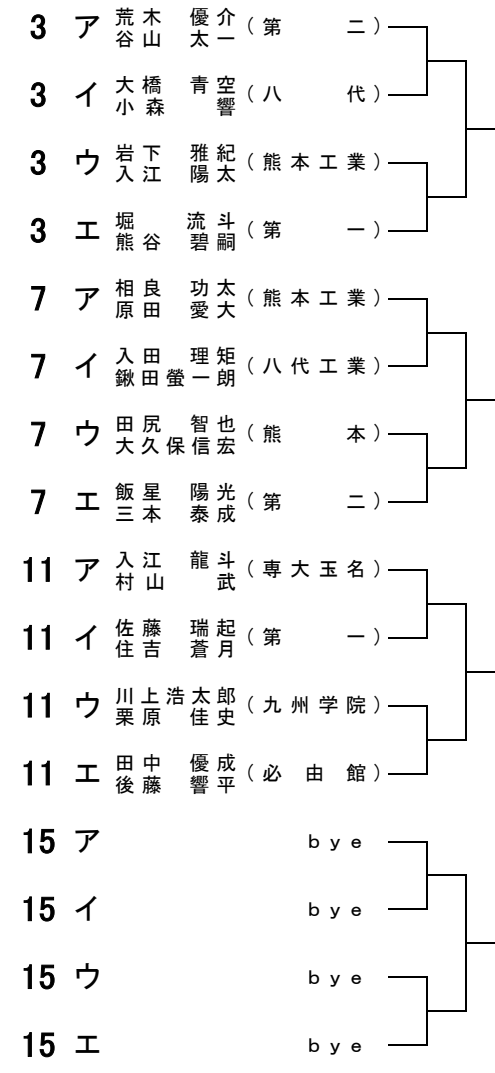 3 ア 荒木 優介 (第 二)
谷山 太一
3 イ 大橋 青空 (八 代)
小森 響
3 ウ 岩下 雅紀 (熊本工業)
入江 陽太
3 エ 堀 流斗 (第 一)
熊谷 碧嗣
7 ア 相良 功太 (熊本工業)
原田 愛大
7 イ 入田 理矩 (八代工業)
鍬田螢一朗
7 ウ 田尻 智也 (熊 本)
大久保信宏
7 エ 飯星 陽光 (第 二)
三本 泰成
11 ア 入江 龍斗 (専大玉名)
村山 武
11 イ 佐藤 瑞起 (第 一)
住吉 蒼月
11 ウ 川上浩太郎 (九州学院)
栗原 佳史
11 エ 田中 優成 (必由館)
後藤 響平
15 ア bye
15 イ bye
15 ウ bye
15 エ bye